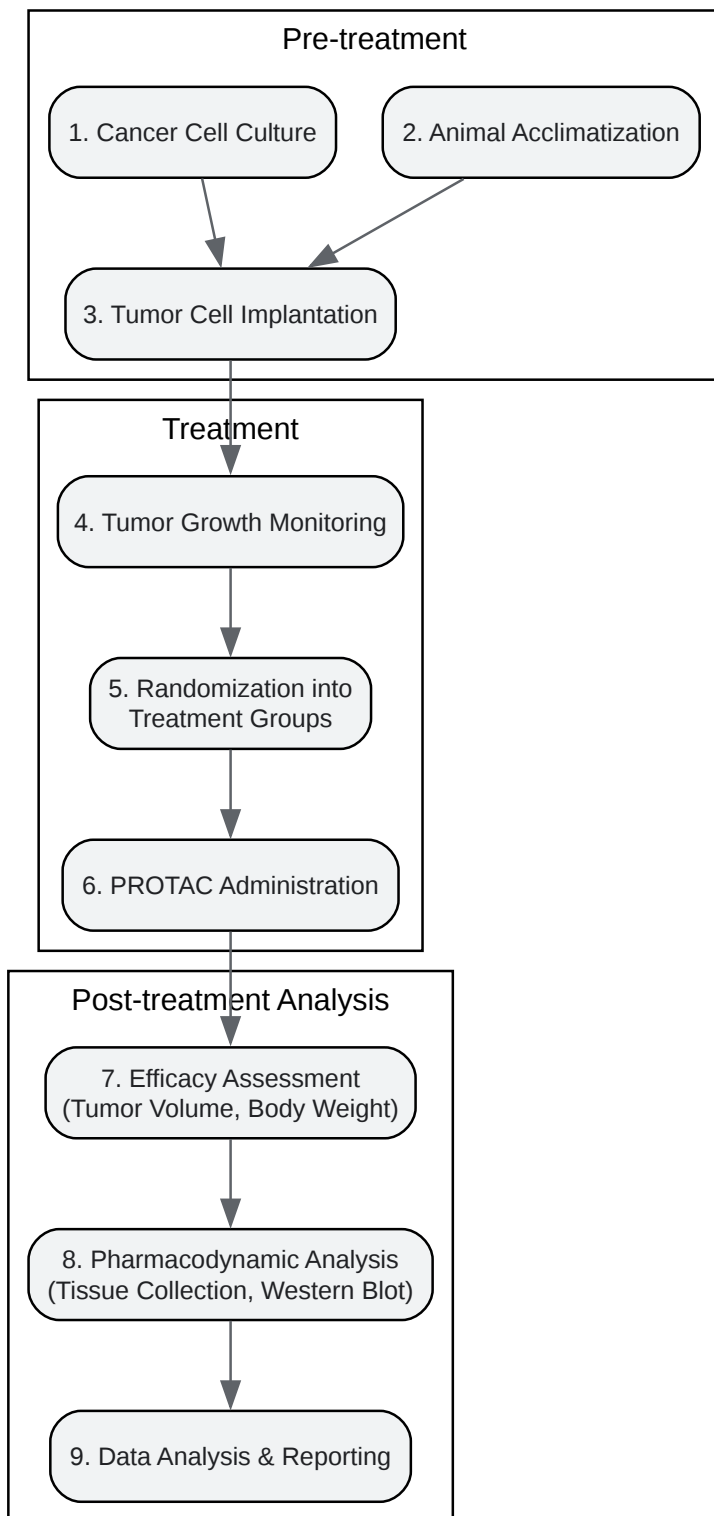 Pre-treatment
1. Cancer Cell Culture
2. Animal Acclimatization
3. Tumor Cell Implantation
Treatment
4. Tumor Growth Monitoring
5. Randomization into
Treatment Groups
6. PROTAC Administration
Post-treatment Analysis
7. Efficacy Assessment
(Tumor Volume, Body Weight)
8. Pharmacodynamic Analysis
(Tissue Collection, Western Blot)
9. Data Analysis & Reporting